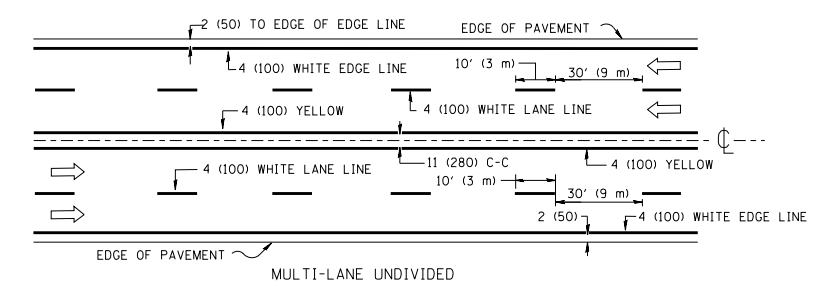 2 (50) TO EDGE OF EDGE LINE
EDGE OF PAVEMENT
4 (100) WHITE EDGE LINE
10' (3 m)
30' (9 m)
4 (100) YELLOW
4 (100) WHITE LANE LINE
℄
4 (100) WHITE LANE LINE
11 (280) C-C
4 (100) YELLOW
10' (3 m)
30' (9 m)
2 (50)
4 (100) WHITE EDGE LINE
EDGE OF PAVEMENT
MULTI-LANE UNDIVIDED